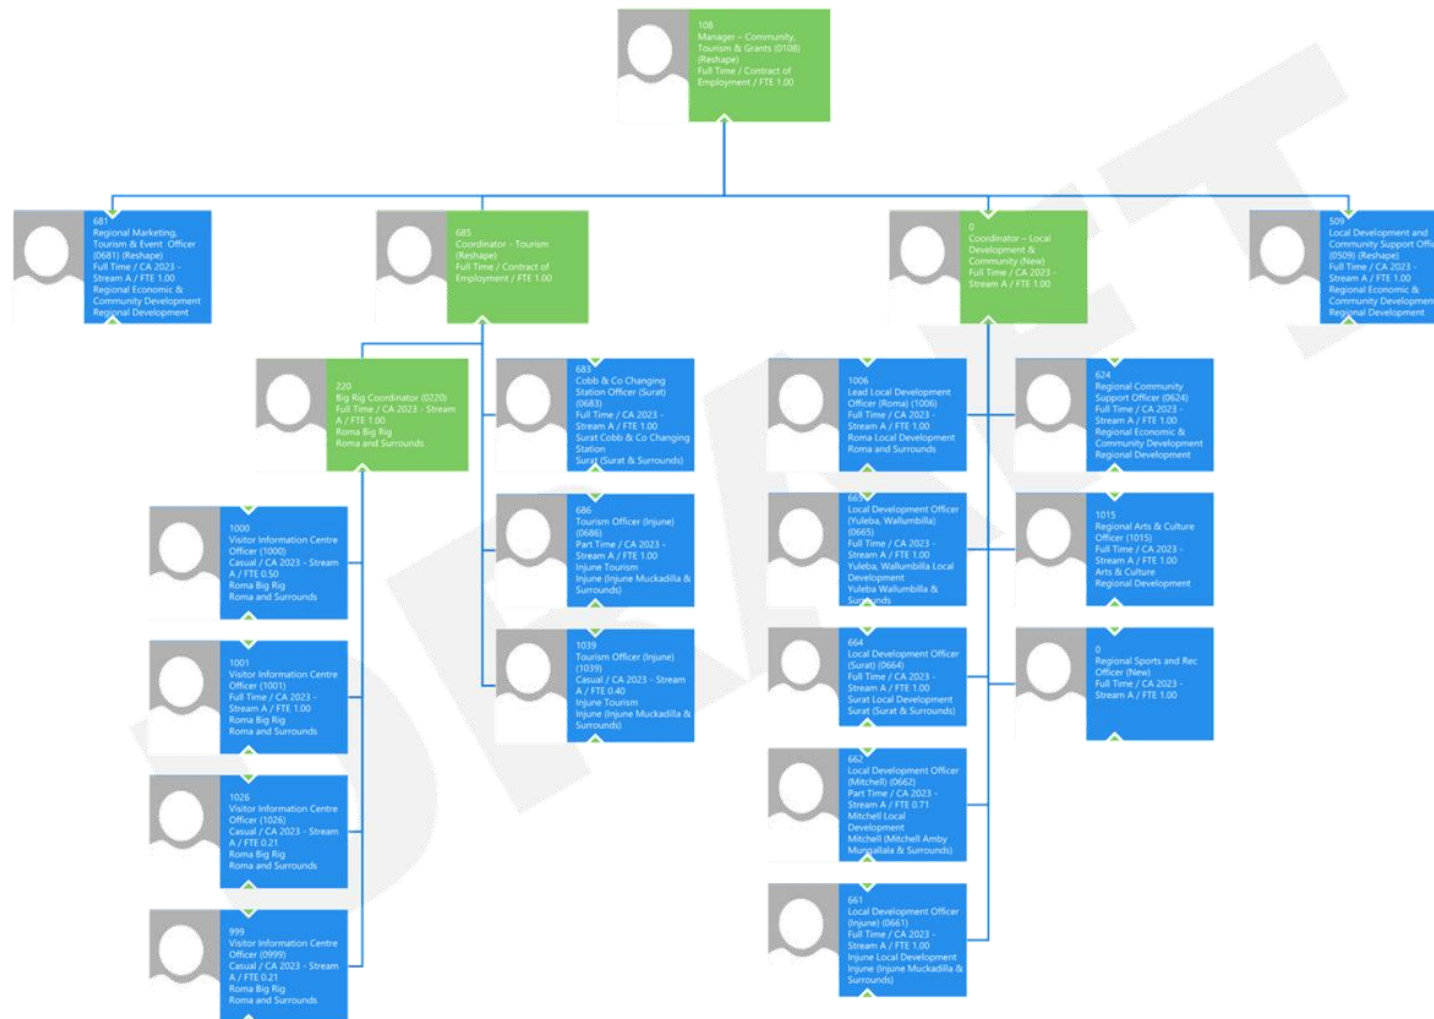 108
Manager – Community,
Tourism & Grants (0108)
(Reshape)
Full Time / Contract of
Employment / FTE 1.00
681
Regional Marketing,
Tourism & Event Officer
(0681) (Reshape)
Full Time / CA 2023 -
Stream A / FTE 1.00
Regional Economic &
Community Development
Regional Development
685
Coordinator - Tourism
(Reshape)
Full Time / Contract of
Employment / FTE 1.00
0
Coordinator – Local
Development &
Community (New)
Full Time / CA 2023 -
Stream A / FTE 1.00
509
Local Development and
Community Support Offic
(0509) (Reshape)
Full Time / CA 2023 -
Stream A / FTE 1.00
Regional Economic &
Community Development
Regional Development
220
Big Rig Coordinator (0220)
Full Time / CA 2023 - Stream
A / FTE 1.00
Roma Big Rig
Roma and Surrounds
683
Cobb & Co Changing
Station Officer (Surat)
(0683)
Full Time / CA 2023 -
Stream A / FTE 1.00
Surat Cobb & Co Changing
Station
Surat (Surat & Surrounds)
1006
Lead Local Development
Officer (Roma) (1006)
Full Time / CA 2023 -
Stream A / FTE 1.00
Roma Local Development
Roma and Surrounds
624
Regional Community
Support Officer (0624)
Full Time / CA 2023 -
Stream A / FTE 1.00
Regional Economic &
Community Development
Regional Development
1000
Visitor Information Centre
Officer (1000)
Casual / CA 2023 - Stream
A / FTE 0.50
Roma Big Rig
Roma and Surrounds
686
Tourism Officer (Injune)
(0686)
Part Time / CA 2023 -
Stream A / FTE 1.00
Injune Tourism
Injune (Injune Muckadilla &
Surrounds)
665
Local Development Officer
(Yuleba, Wallumbilla)
(0665)
Full Time / CA 2023 -
Stream A / FTE 1.00
Yuleba, Wallumbilla Local
Development
Yuleba Wallumbilla &
Surrounds
1015
Regional Arts & Culture
Officer (1015)
Full Time / CA 2023 -
Stream A / FTE 1.00
Arts & Culture
Regional Development
1001
Visitor Information Centre
Officer (1001)
Full Time / CA 2023 -
Stream A / FTE 1.00
Roma Big Rig
Roma and Surrounds
1039
Tourism Officer (Injune)
(1039)
Casual / CA 2023 - Stream
A / FTE 0.40
Injune Tourism
Injune (Injune Muckadilla &
Surrounds)
664
Local Development Officer
(Surat) (0664)
Full Time / CA 2023 -
Stream A / FTE 1.00
Surat Local Development
Surat (Surat & Surrounds)
0
Regional Sports and Rec
Officer (New)
Full Time / CA 2023 -
Stream A / FTE 1.00
1026
Visitor Information Centre
Officer (1026)
Casual / CA 2023 - Stream
A / FTE 0.21
Roma Big Rig
Roma and Surrounds
662
Local Development Officer
(Mitchell) (0662)
Part Time / CA 2023 -
Stream A / FTE 0.71
Mitchell Local
Development
Mitchell (Mitchell Amby
Mungallala & Surrounds)
999
Visitor Information Centre
Officer (0999)
Casual / CA 2023 - Stream
A / FTE 0.21
Roma Big Rig
Roma and Surrounds
661
Local Development Officer
(Injune) (0661)
Full Time / CA 2023 -
Stream A / FTE 1.00
Injune Local Development
Injune (Injune Muckadilla &
Surrounds)
DRAFT